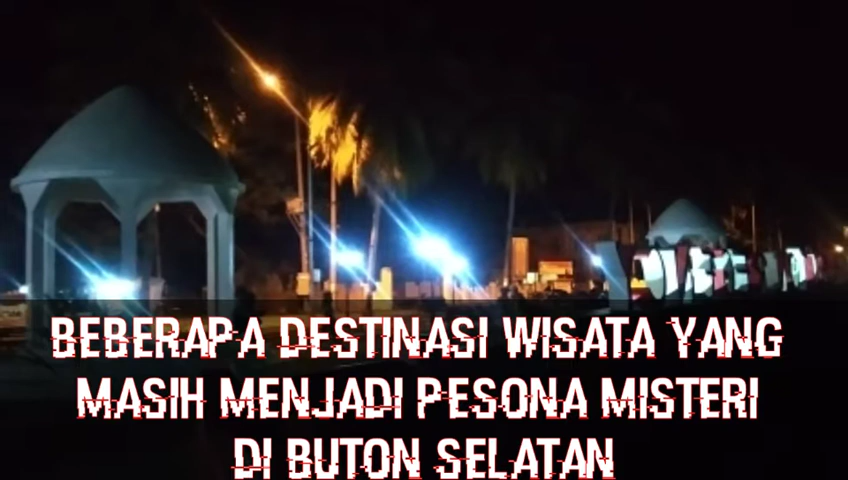 BEBERAPA DESTINASI WISATA YANG
MASIH MENJADI PESONA MISTERI
DI BUTON SELATAN